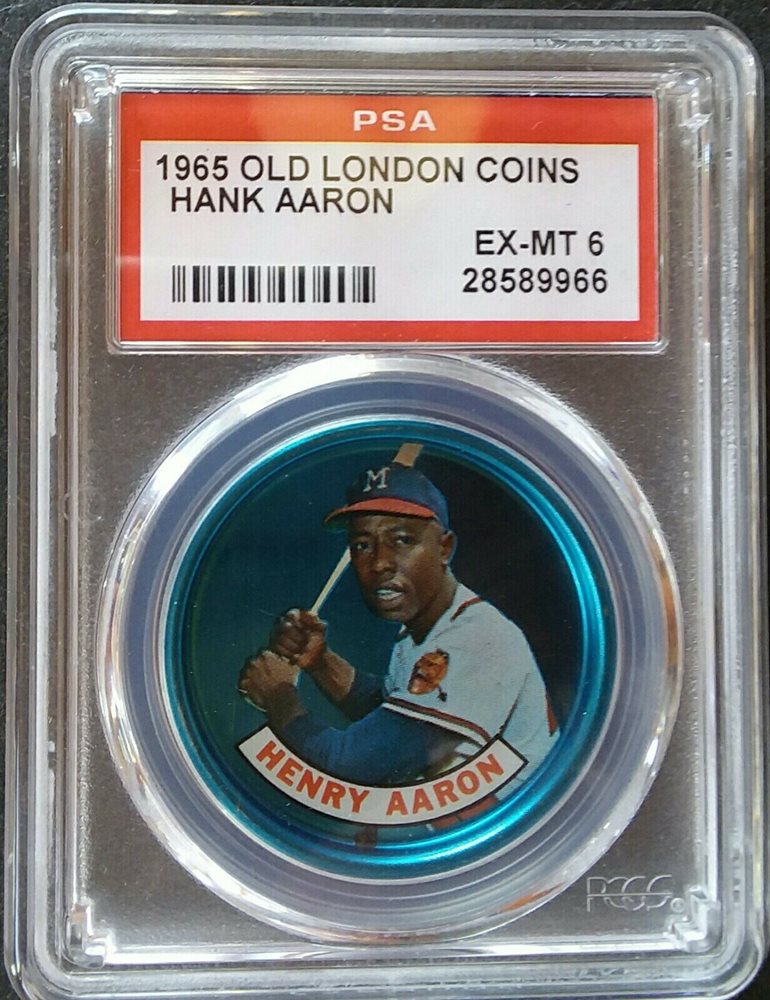 PSA
1965 OLD LONDON COINS
HANK AARON
EX-MT 6
28589966
M
HENRY AARON
PCGS